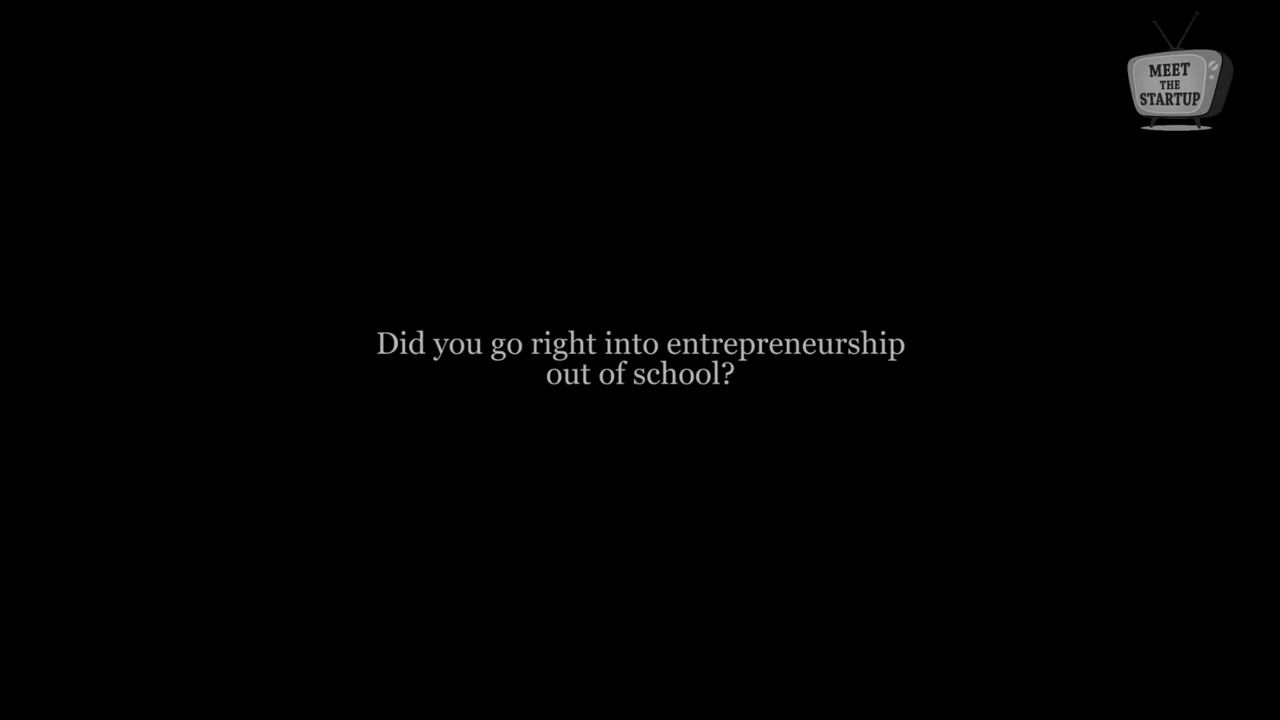 MEET
THE
STARTUP
Did you go right into entrepreneurship
out of school?